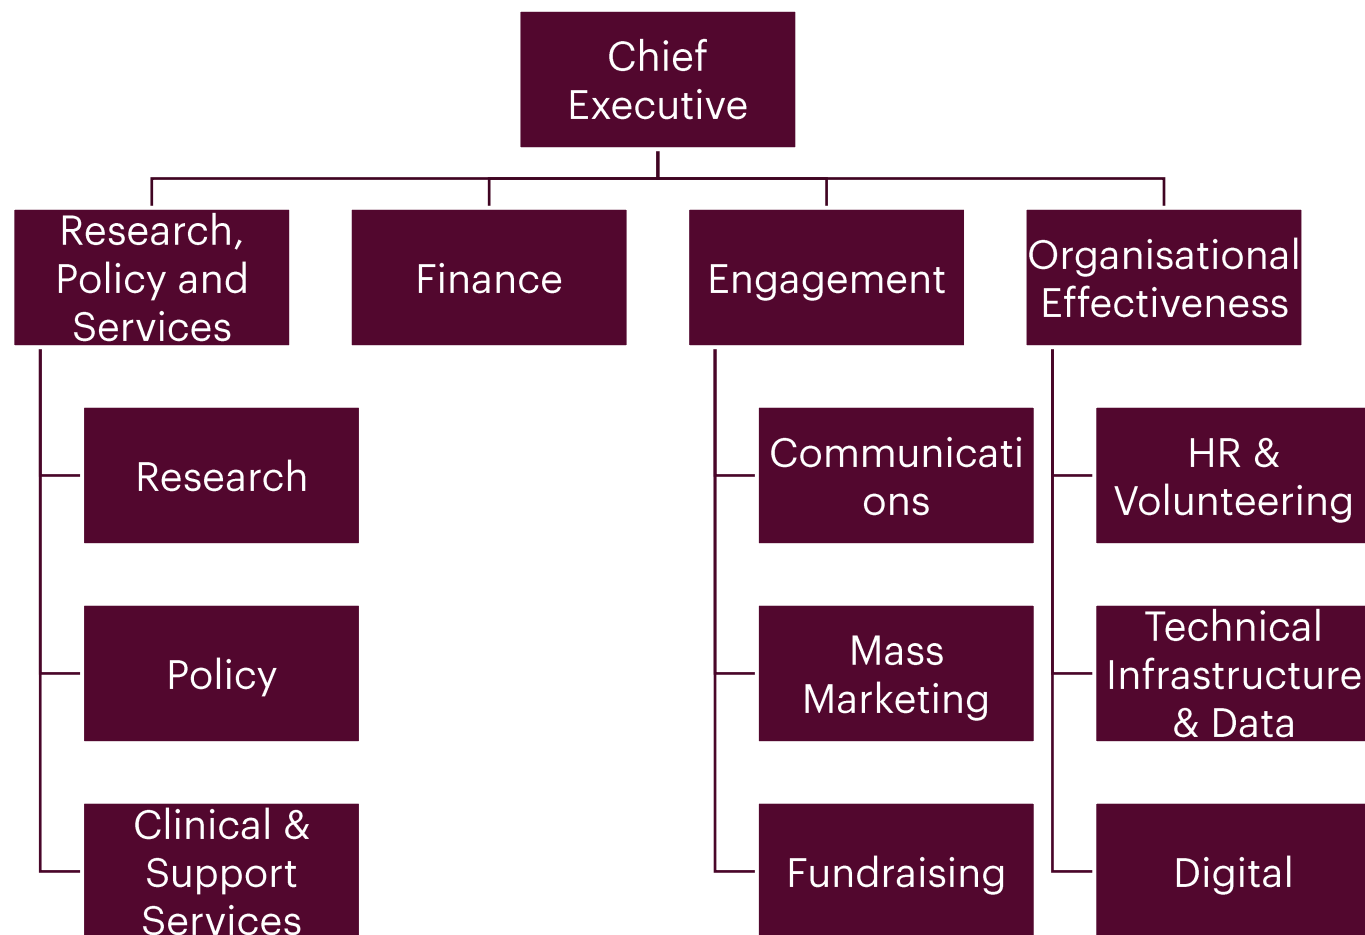 Chief
Executive
Research,
Policy and
Services
Finance
Engagement
Organisational
Effectiveness
Research
Policy
Clinical &
Support
Services
Communicati
ons
Mass
Marketing
Fundraising
HR &
Volunteering
Technical
Infrastructure
& Data
Digital